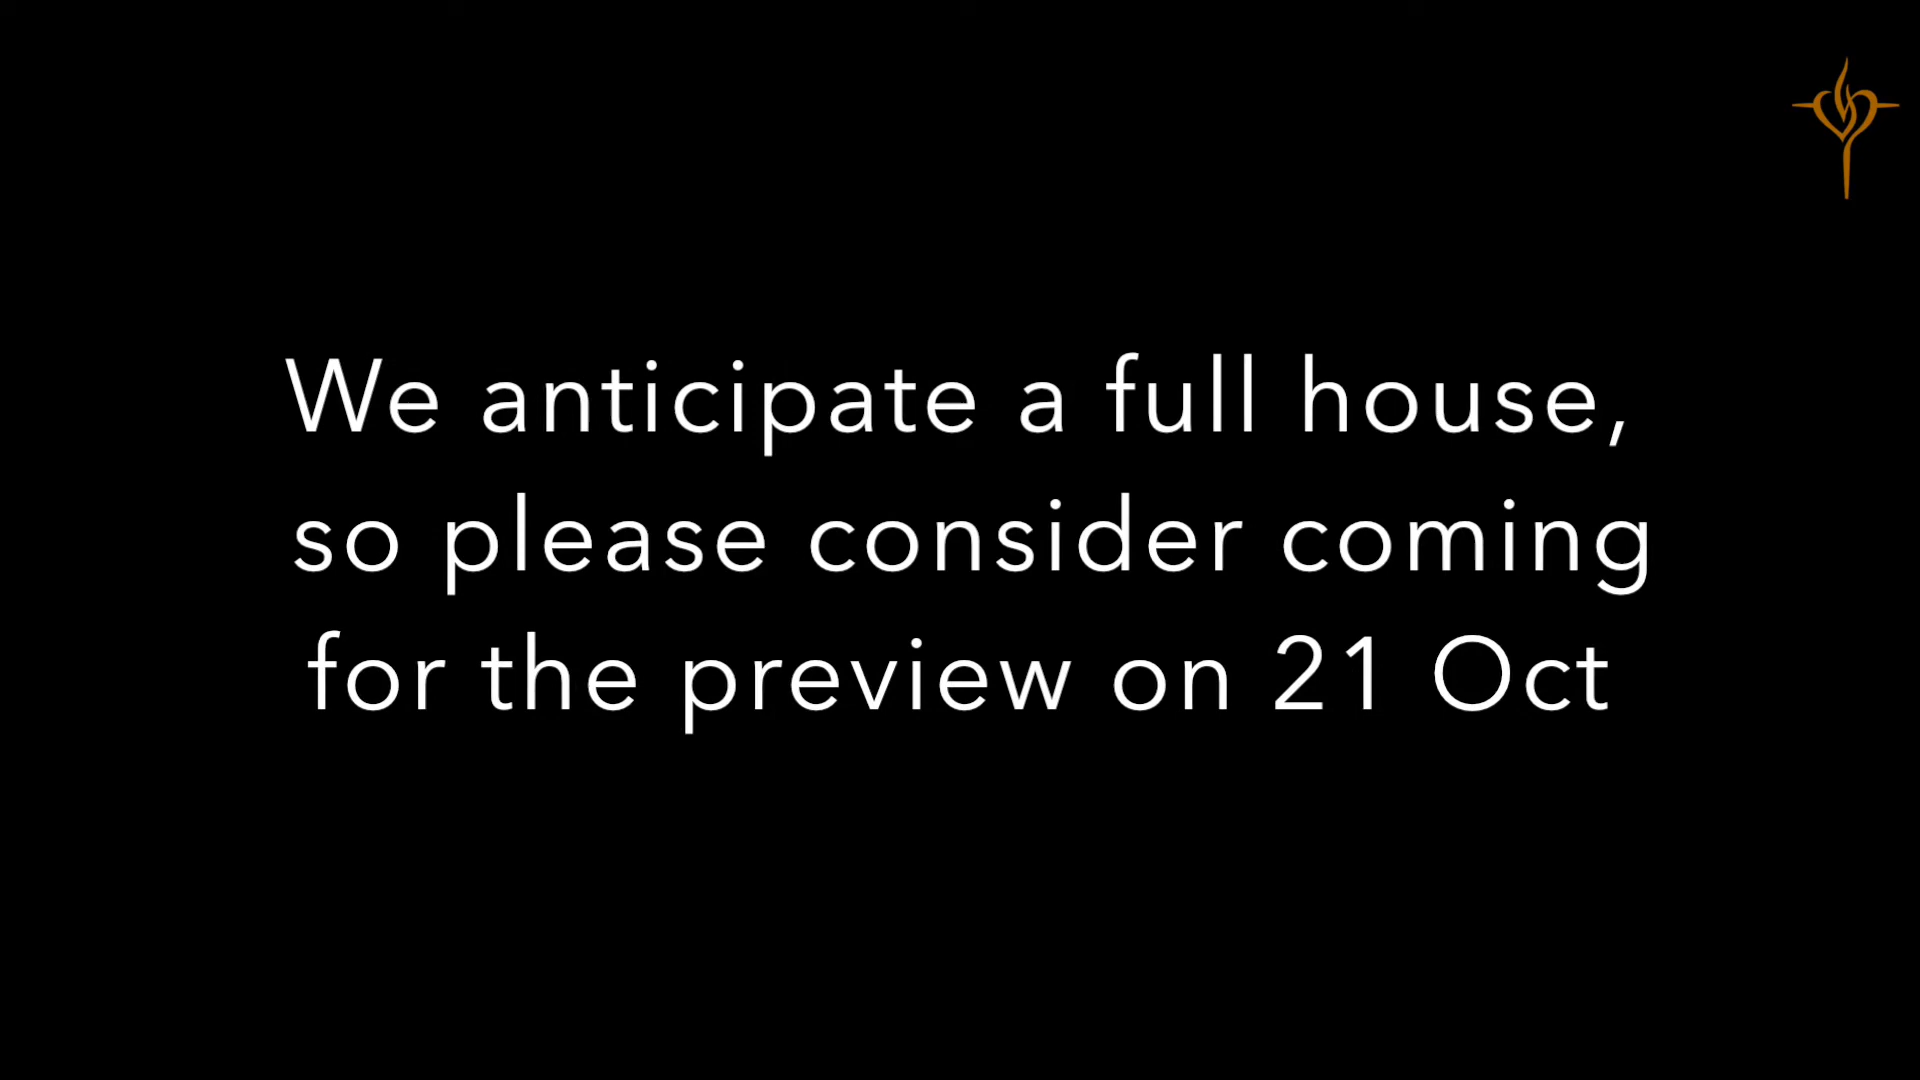 We anticipate a full house,
so please consider coming
for the preview on 21 Oct